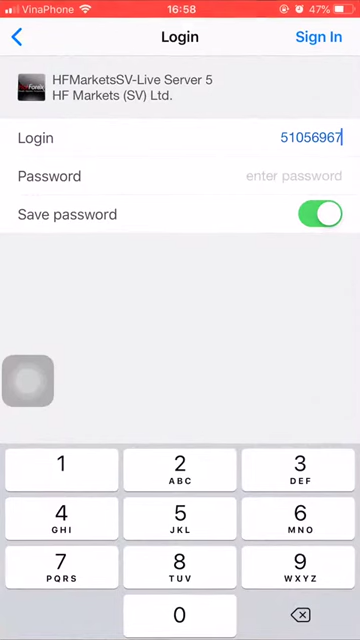 VinaPhone 16:58 47%
Login Sign In
HFMarketsSV-Live Server 5
HF Markets (SV) Ltd.
Login 51056967
Password enter password
Save password
1 2 3
ABC DEF
4 5 6
GHI JKL MNO
7 8 9
PQRS TUV WXYZ
0